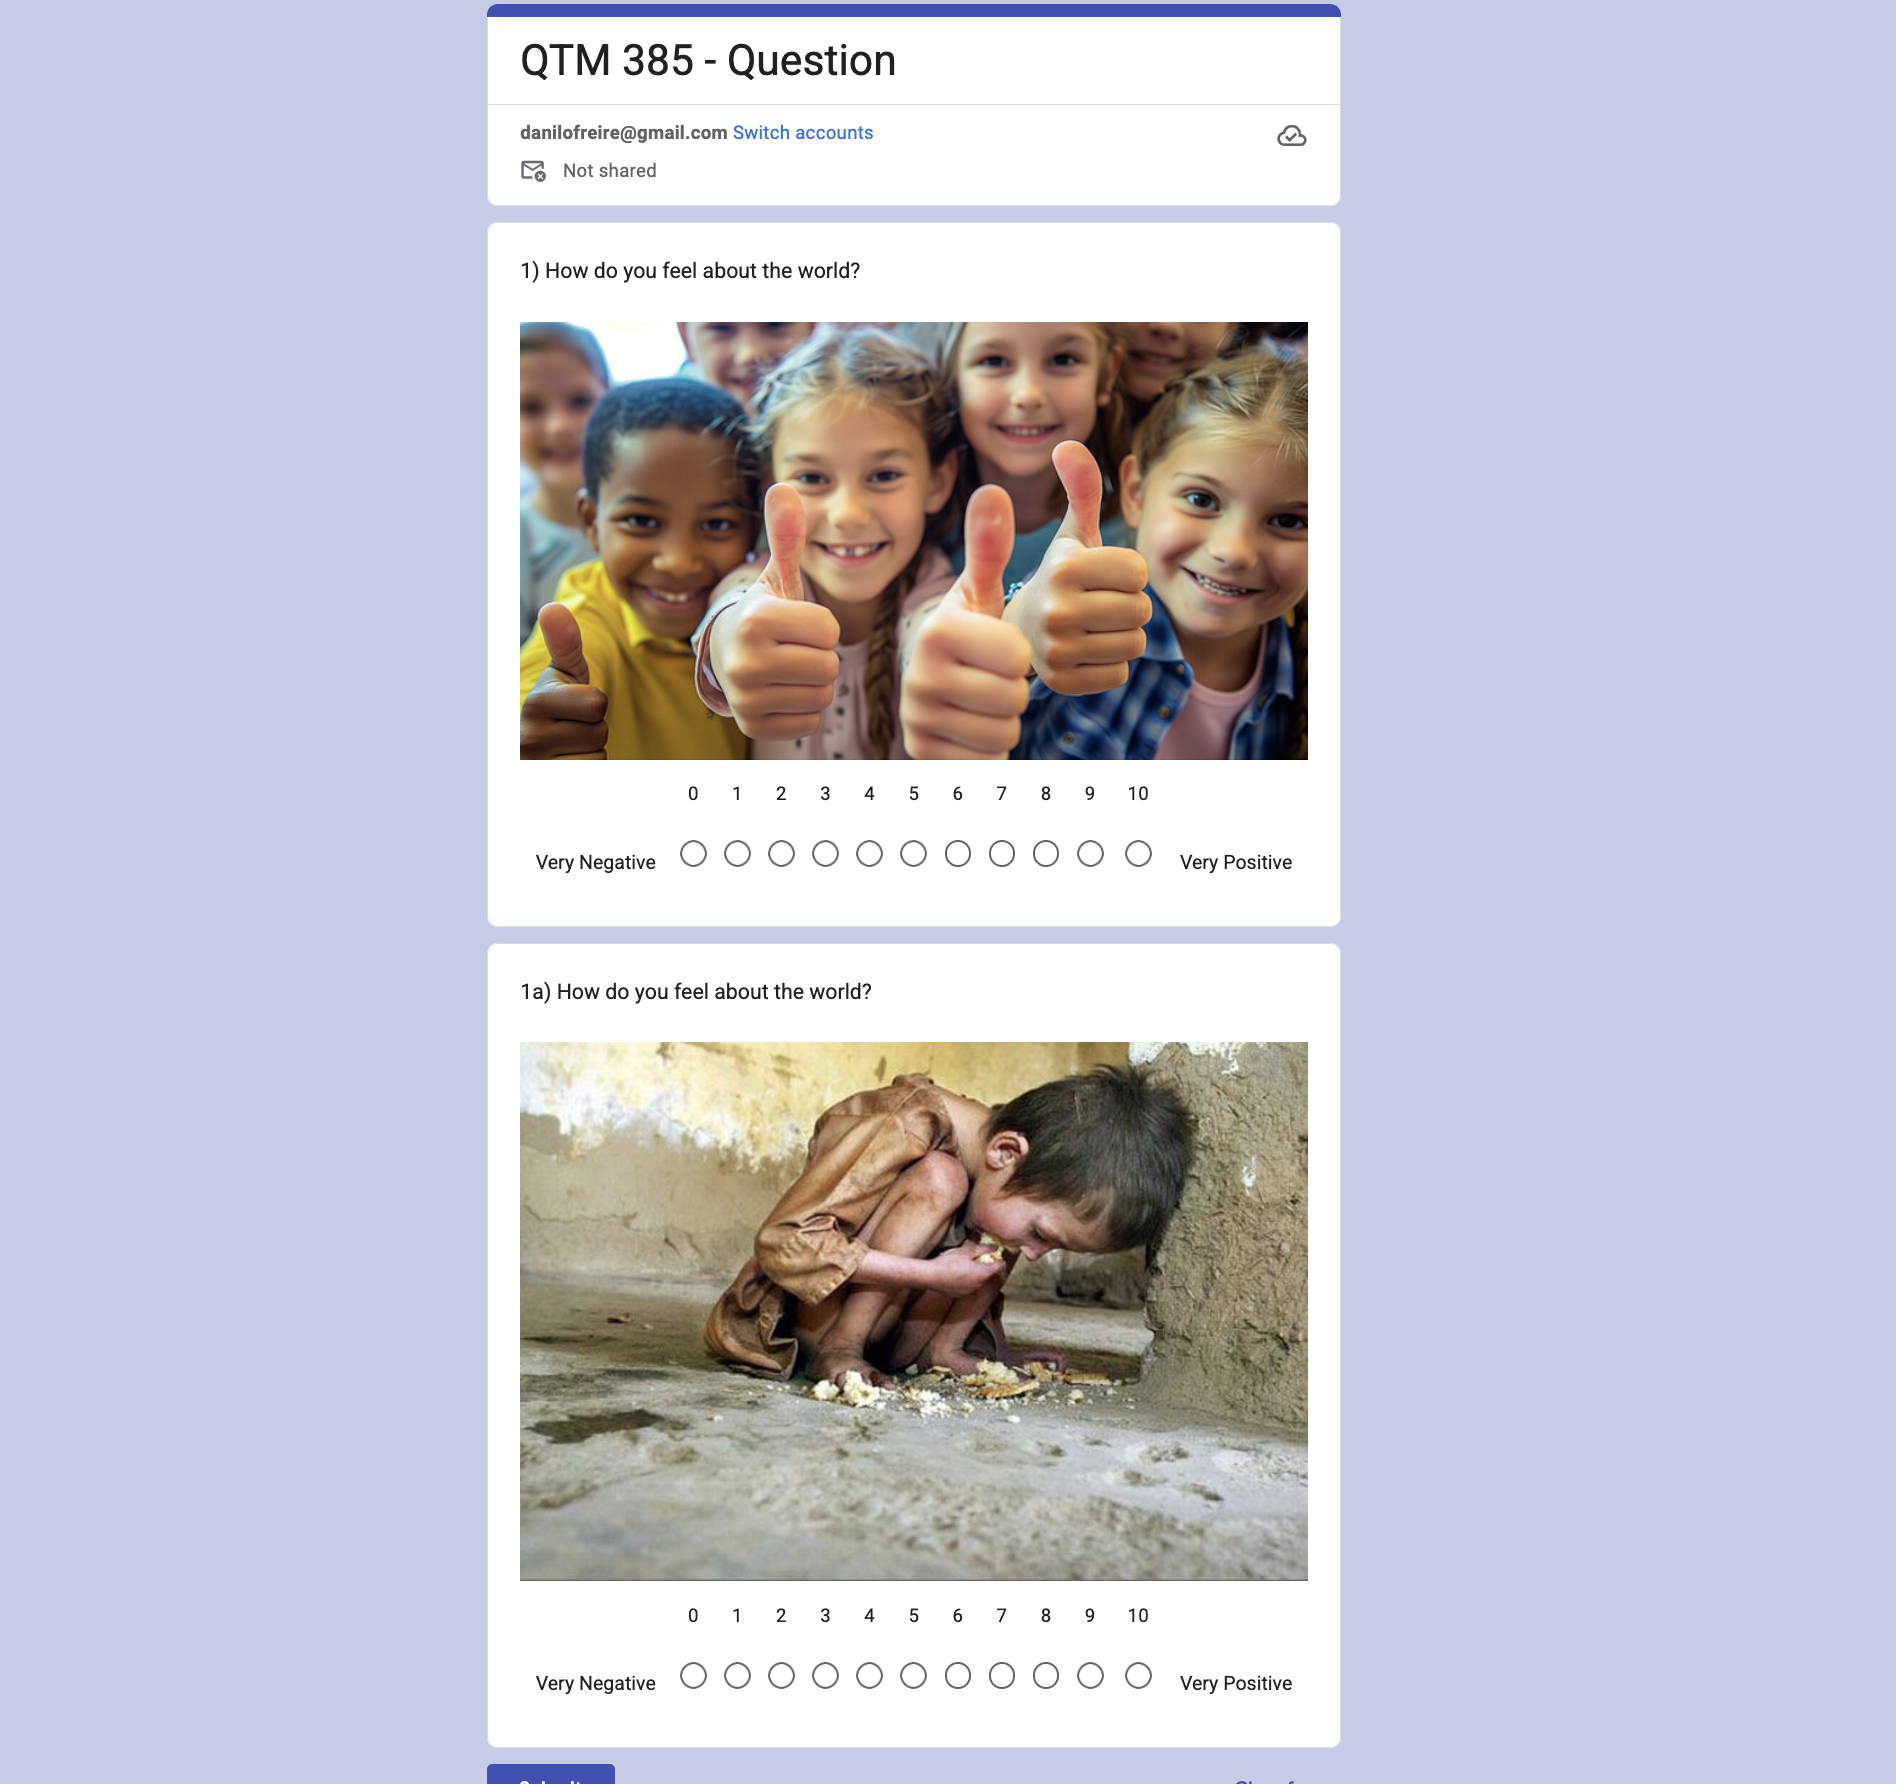 QTM 385 - Question
danilofreire@gmail.com Switch accounts
Not shared
1) How do you feel about the world?
0 1 2 3 4 5 6 7 8 9 10
Very Negative Very Positive
1a) How do you feel about the world?
0 1 2 3 4 5 6 7 8 9 10
Very Negative Very Positive